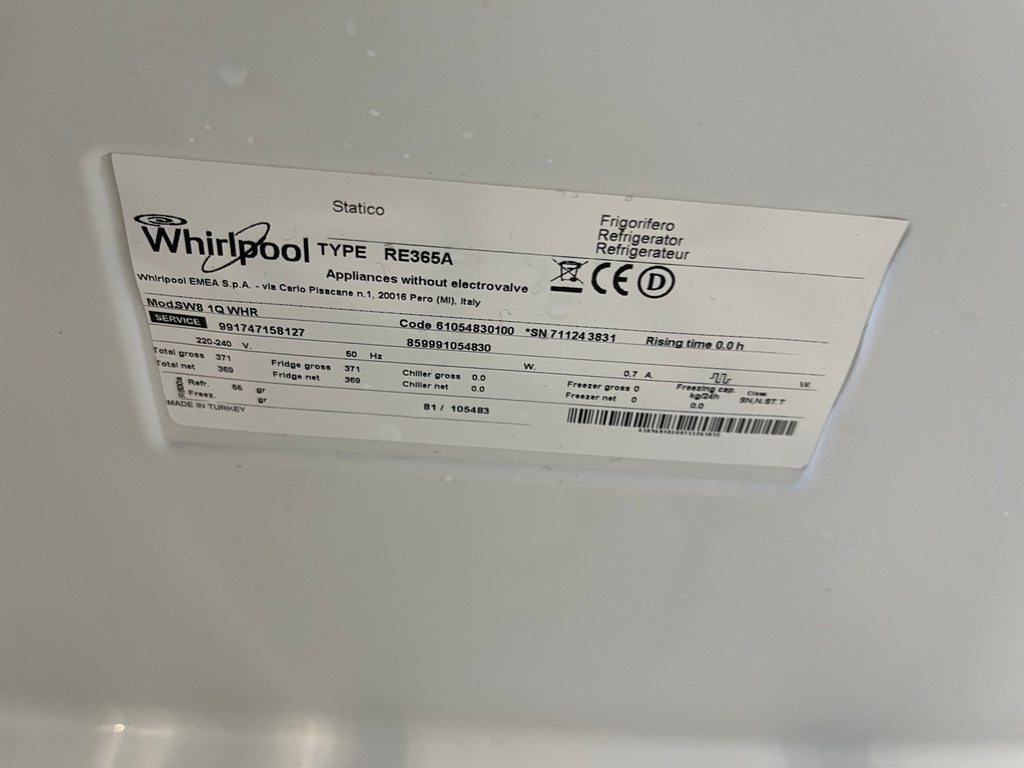 Statico
Frigorifero
Refrigerator
Refrigerateur
Whirlpool TYPE RE365A
Appliances without electrovalve
D
Whirlpool EMEA S.p.A. - via Carlo Pisacane n.1, 20016 Pero (MI), Italy
Mod.SW8 1Q WHR
Code 61054830100 *SN 711243831 Rising time 0.0 h
SERVICE 991747158127 859991054830
220-240 V. 50 Hz W. 0,7 A. W.
Total gross 371 Fridge gross 371 Chiller gross 0.0 Freezer gross 0 Freezing cap. Class
Total net 369 Fridge net 369 Chiller net 0.0 Freezer net 0 kg/24h SN,N.ST.T
0.0
Refr. gr
Freez. gr
MADE IN TURKEY
81 / 105483